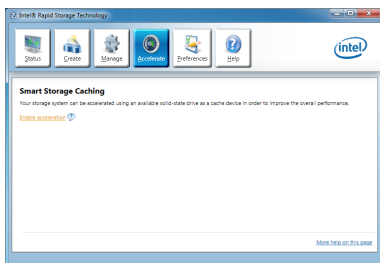 Intel® Rapid Storage Technology
Status
Create
Manage
Accelerate
Preferences
Help
intel
Smart Storage Caching
Your storage system can be accelerated using an available solid-state drive as a cache device in order to improve the overall performance.
Enable acceleration ?
More help on this page